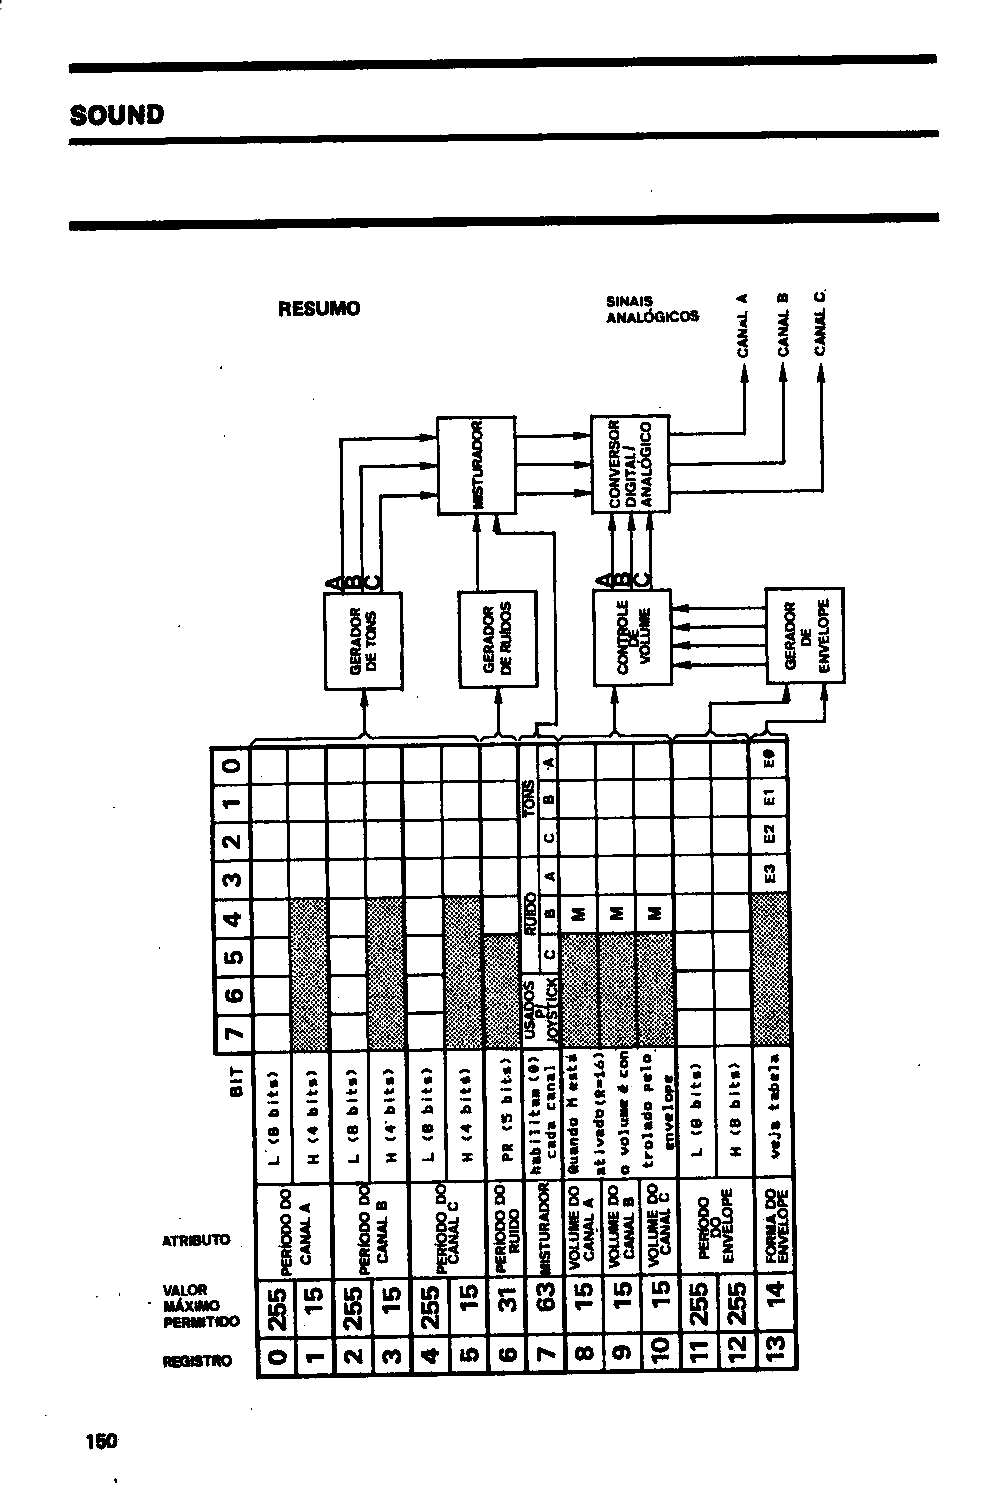 SOUND
RESUMO
SINAIS
ANALÓGICOS
CANAL A
CANAL B
CANAL C
MISTURADOR
CONVERSOR
DIGITAL/
ANALÓGICO
A
B
C
A
B
C
GERADOR
DE TONS
GERADOR
DE RUÍDOS
CONTROLE
DE
VOLUME
GERADOR
DE
ENVELOPE
REGISTRO
VALOR
MÁXIMO
PERMITIDO
ATRIBUTO
BIT 7 6 5 4 3 2 1 0
0 255 PERÍODO DO CANAL A L (8 bits)
1 15 H (4 bits)
2 255 PERÍODO DO CANAL B L (8 bits)
3 15 H (4 bits)
4 255 PERÍODO DO CANAL C L (8 bits)
5 15 H (4 bits)
6 31 PERÍODO DO RUIDO PR (5 bits)
7 63 MISTURADOR habilitam (0) cada canal USADOS P/ JOYSTICK RUIDO C B A TONS C B A
8 15 VOLUME DO CANAL A Quando M está M
9 15 VOLUME DO CANAL B ativado(R=16) o volume é con M
10 15 VOLUME DO CANAL C trolado pelo envelope M
11 255 PERÍODO DO ENVELOPE L (8 bits)
12 255 H (8 bits)
13 14 FORMA DO ENVELOPE veja tabela E3 E2 E1 E0
150